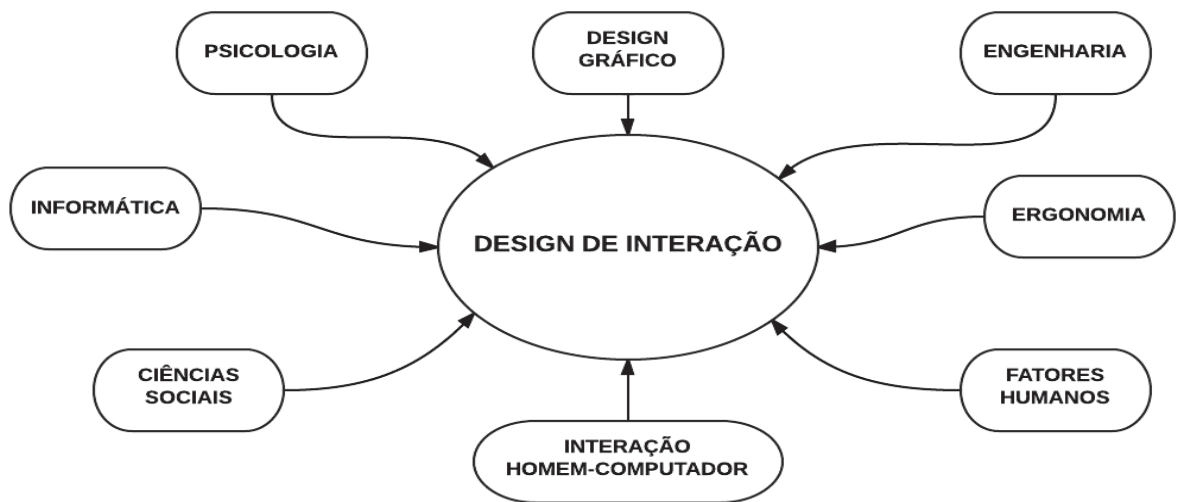 PSICOLOGIA
DESIGN
GRÁFICO
ENGENHARIA
INFORMÁTICA
DESIGN DE INTERAÇÃO
ERGONOMIA
CIÊNCIAS
SOCIAIS
INTERAÇÃO
HOMEM-COMPUTADOR
FATORES
HUMANOS